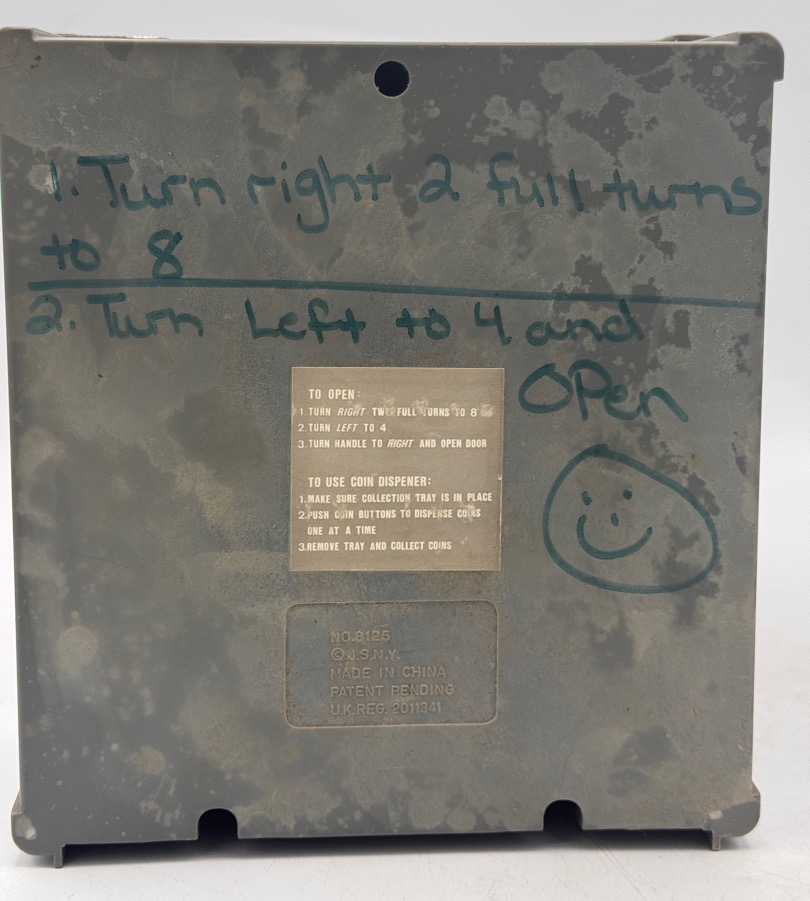 1. Turn right 2 full turns
to 8
2. Turn Left to 4 and
OPen
TO OPEN:
1. TURN RIGHT TWO FULL TURNS TO 8
2. TURN LEFT TO 4
3. TURN HANDLE TO RIGHT AND OPEN DOOR
TO USE COIN DISPENER:
1. MAKE SURE COLLECTION TRAY IS IN PLACE
2. PUSH COIN BUTTONS TO DISPENSE COINS
ONE AT A TIME
3. REMOVE TRAY AND COLLECT COINS
NO. 8125
© J.S.N.Y.
MADE IN CHINA
PATENT PENDING
U.K.REG. 2011341